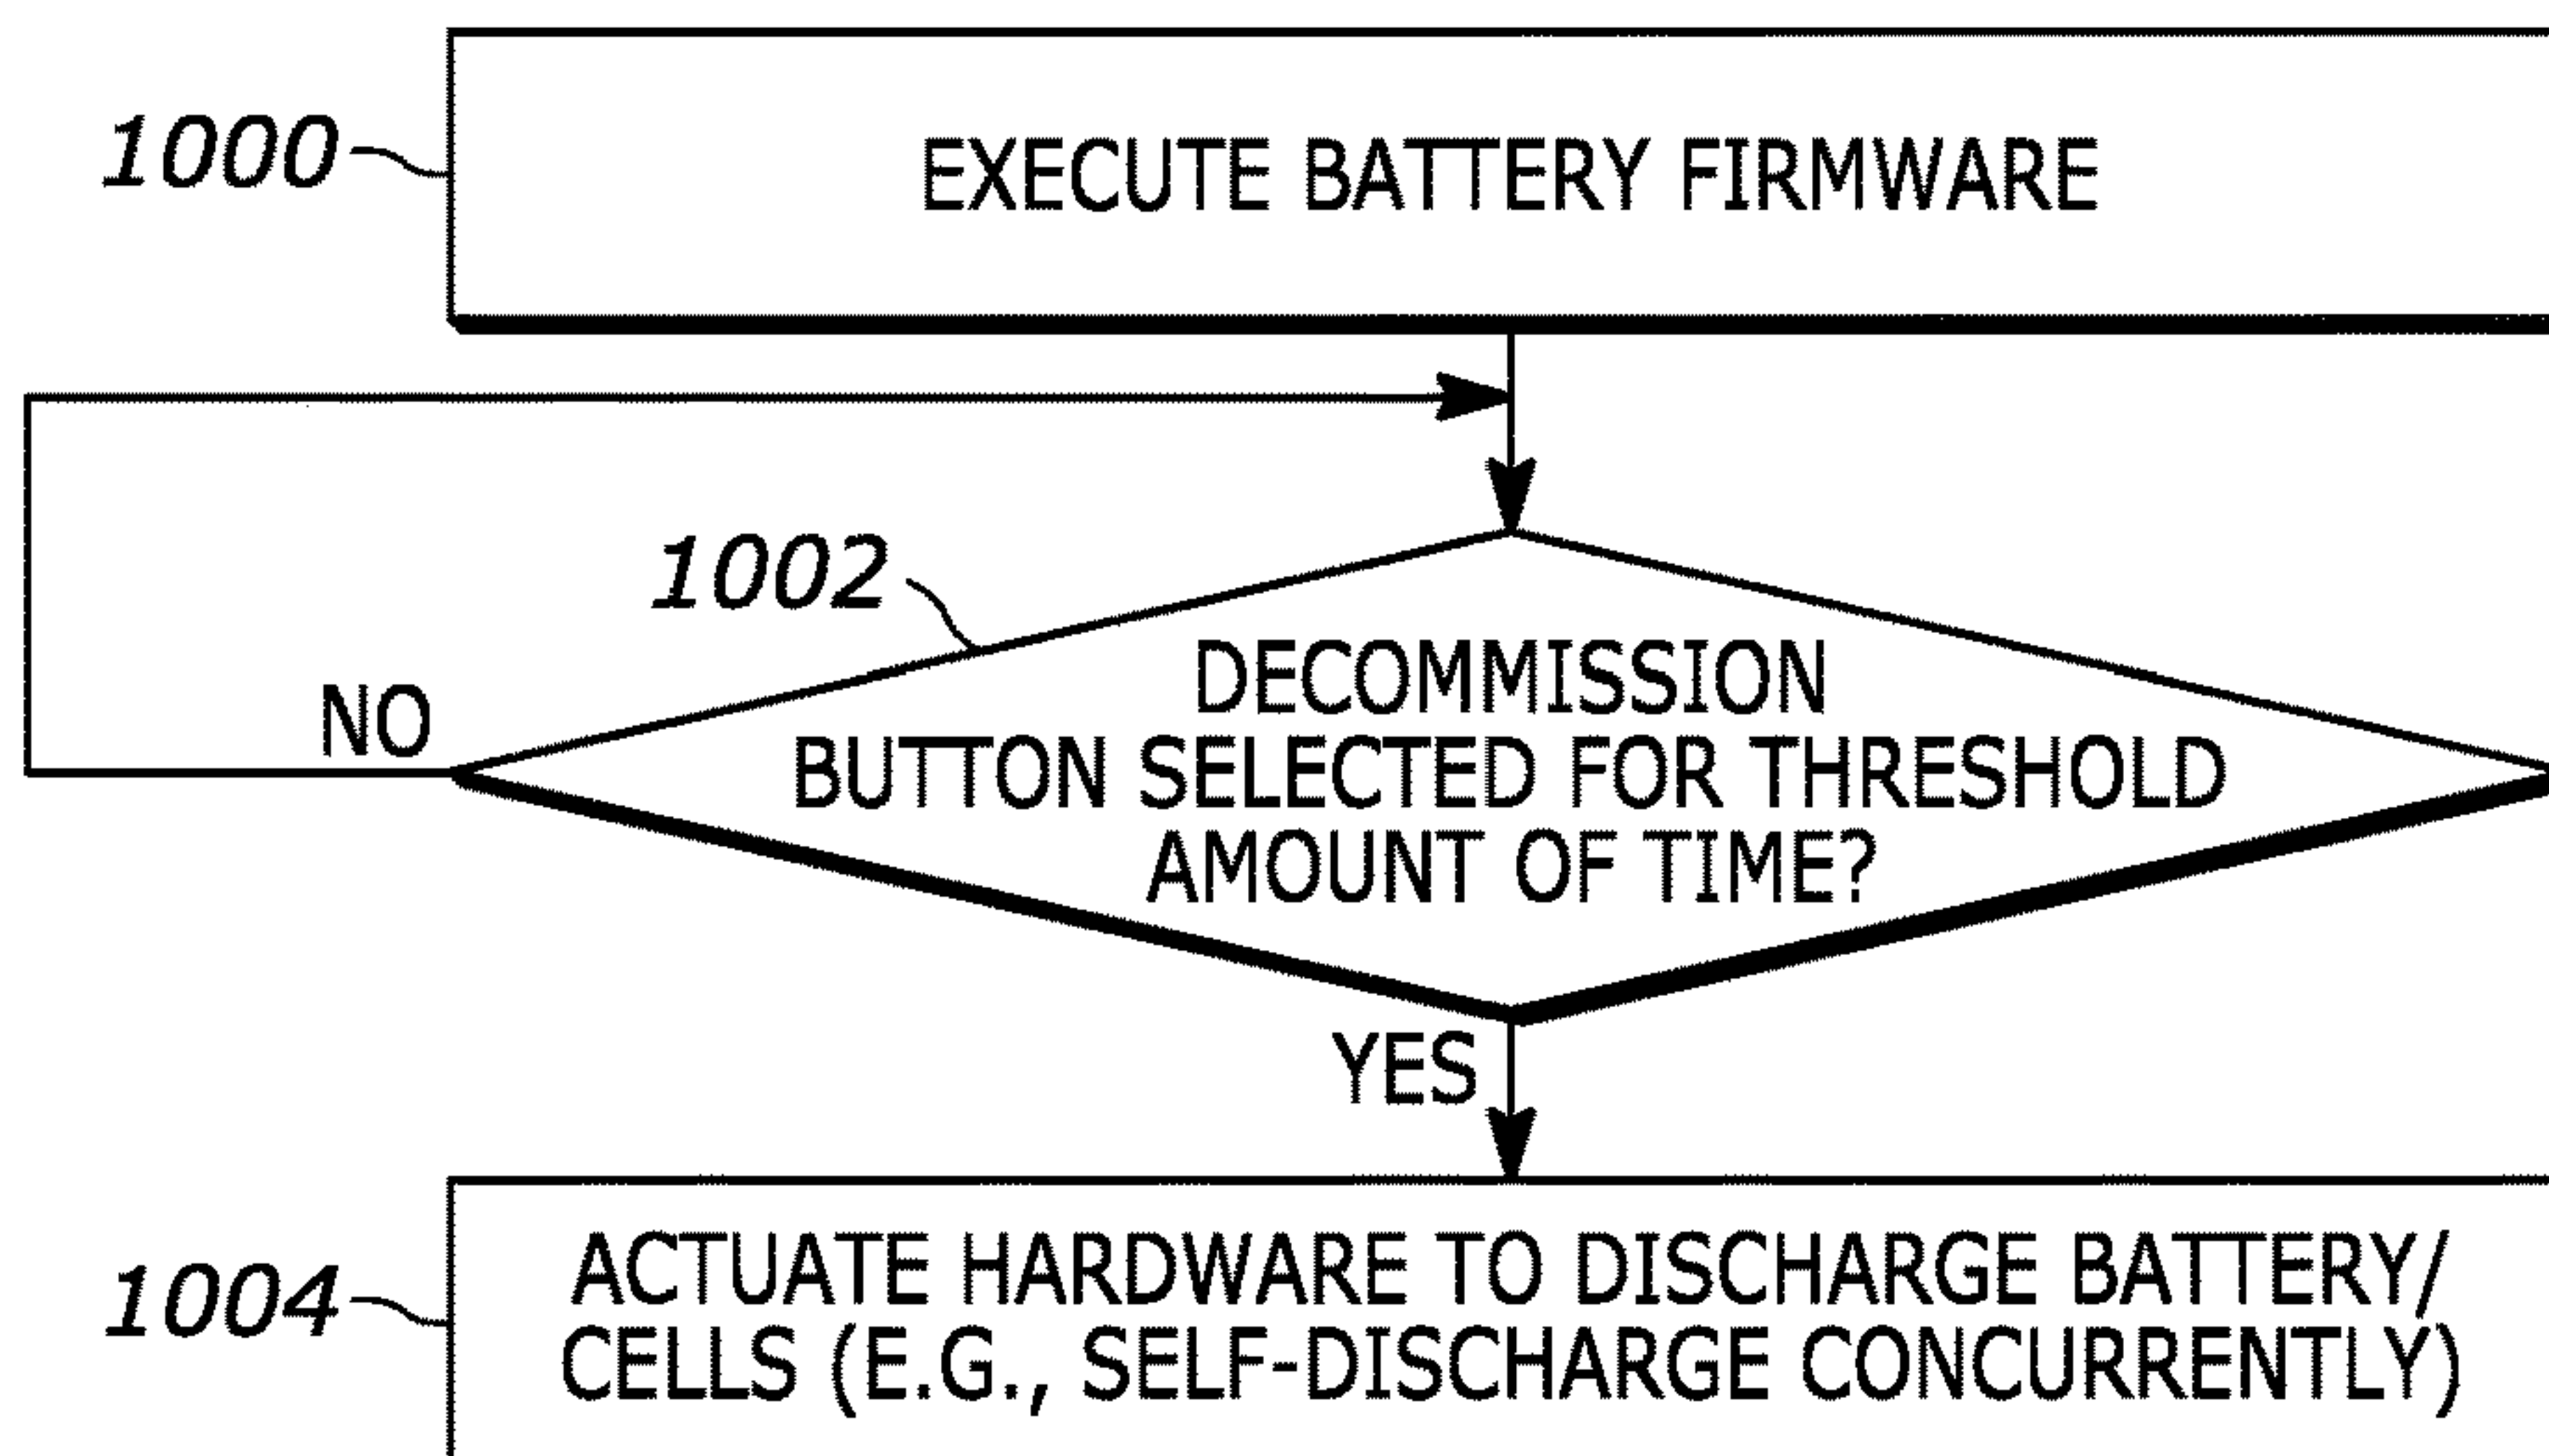 1000
EXECUTE BATTERY FIRMWARE
1002
DECOMMISSION
BUTTON SELECTED FOR THRESHOLD
AMOUNT OF TIME?
NO
YES
1004
ACTUATE HARDWARE TO DISCHARGE BATTERY/
CELLS (E.G., SELF-DISCHARGE CONCURRENTLY)